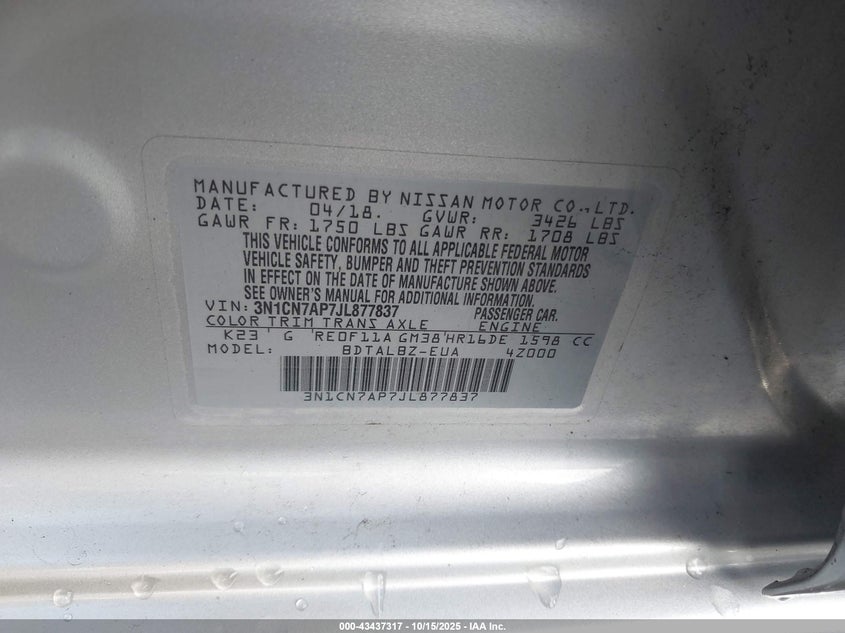 MANUFACTURED BY NISSAN MOTOR CO.,LTD.
DATE: 04/18. GVWR: 3426 LBS
GAWR FR: 1750 LBS GAWR RR: 1708 LBS
THIS VEHICLE CONFORMS TO ALL APPLICABLE FEDERAL MOTOR
VEHICLE SAFETY, BUMPER AND THEFT PREVENTION STANDARDS
IN EFFECT ON THE DATE OF MANUFACTURE SHOWN ABOVE.
SEE OWNER'S MANUAL FOR ADDITIONAL INFORMATION.
VIN: 3N1CN7AP7JL877837 PASSENGER CAR.
COLOR TRIM TRANS AXLE ENGINE
K23 G RE0F11A GM38 HR16DE 1598 CC
MODEL: BDTALBZ-EUA 4Z000
3N1CN7AP7JL877837
000-43437317 - 10/15/2025 - IAA Inc.